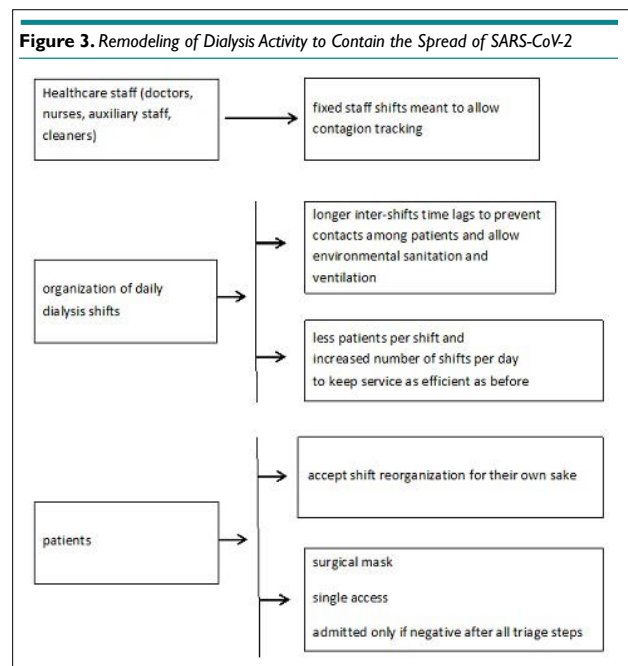 Figure 3. Remodeling of Dialysis Activity to Contain the Spread of SARS-CoV-2
Healthcare staff (doctors,
nurses, auxiliary staff,
cleaners)
fixed staff shifts meant to allow
contagion tracking
organization of daily
dialysis shifts
longer inter-shifts time lags to prevent
contacts among patients and allow
environmental sanitation and
ventilation
less patients per shift and
increased number of shifts per day
to keep service as efficient as before
patients
accept shift reorganization for their own sake
surgical mask
single access
admitted only if negative after all triage steps